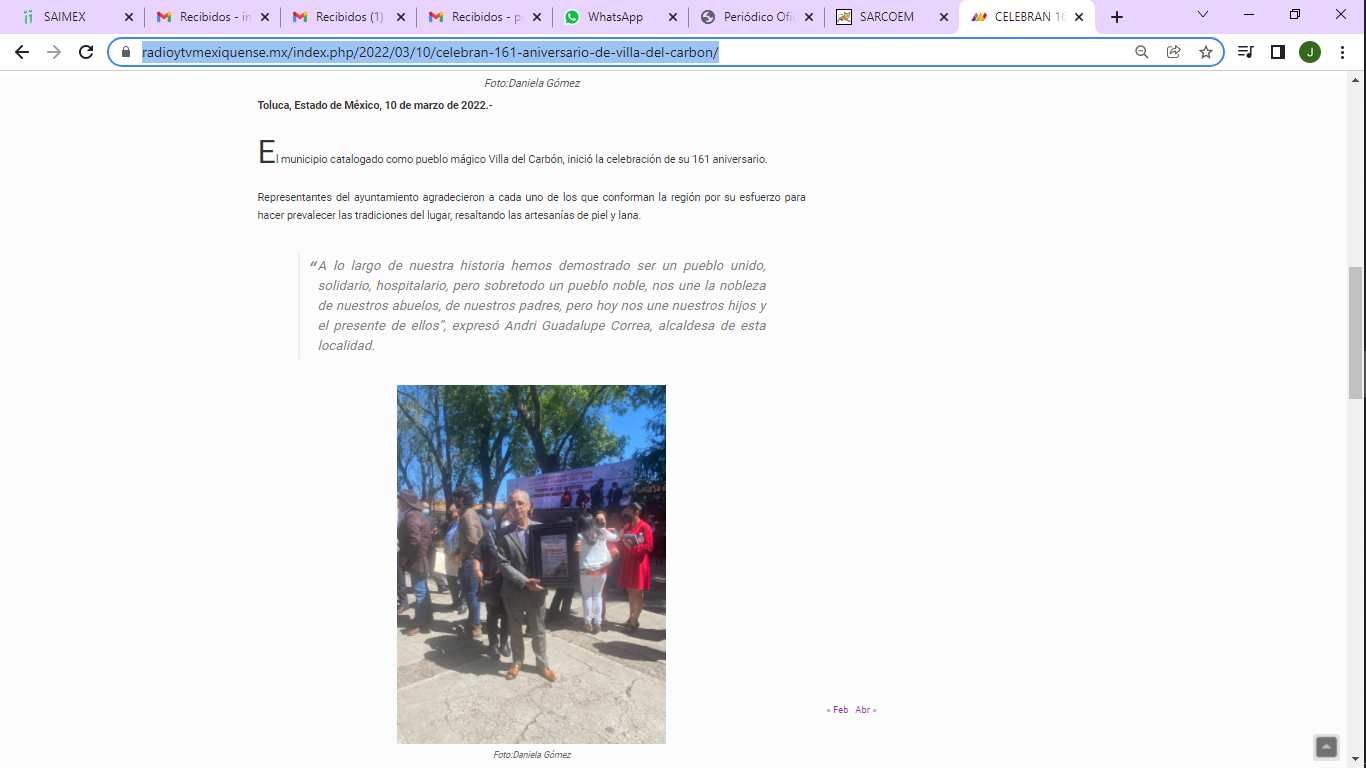 SAIMEX
Recibidos - in
Recibidos (1)
Recibidos - po
WhatsApp
Periódico Ofic
SARCOEM
CELEBRAN 16
radioytvmexiquense.mx/index.php/2022/03/10/celebran-161-aniversario-de-villa-del-carbon/
J
Foto:Daniela Gómez
Toluca, Estado de México, 10 de marzo de 2022.-
El municipio catalogado como pueblo mágico Villa del Carbón, inició la celebración de su 161 aniversario.
Representantes del ayuntamiento agradecieron a cada uno de los que conforman la región por su esfuerzo para
hacer prevalecer las tradiciones del lugar, resaltando las artesanías de piel y lana.
“A lo largo de nuestra historia hemos demostrado ser un pueblo unido,
solidario, hospitalario, pero sobretodo un pueblo noble, nos une la nobleza
de nuestros abuelos, de nuestros padres, pero hoy nos une nuestros hijos y
el presente de ellos”, expresó Andri Guadalupe Correa, alcaldesa de esta
localidad.
« Feb Abr »
Foto:Daniela Gómez